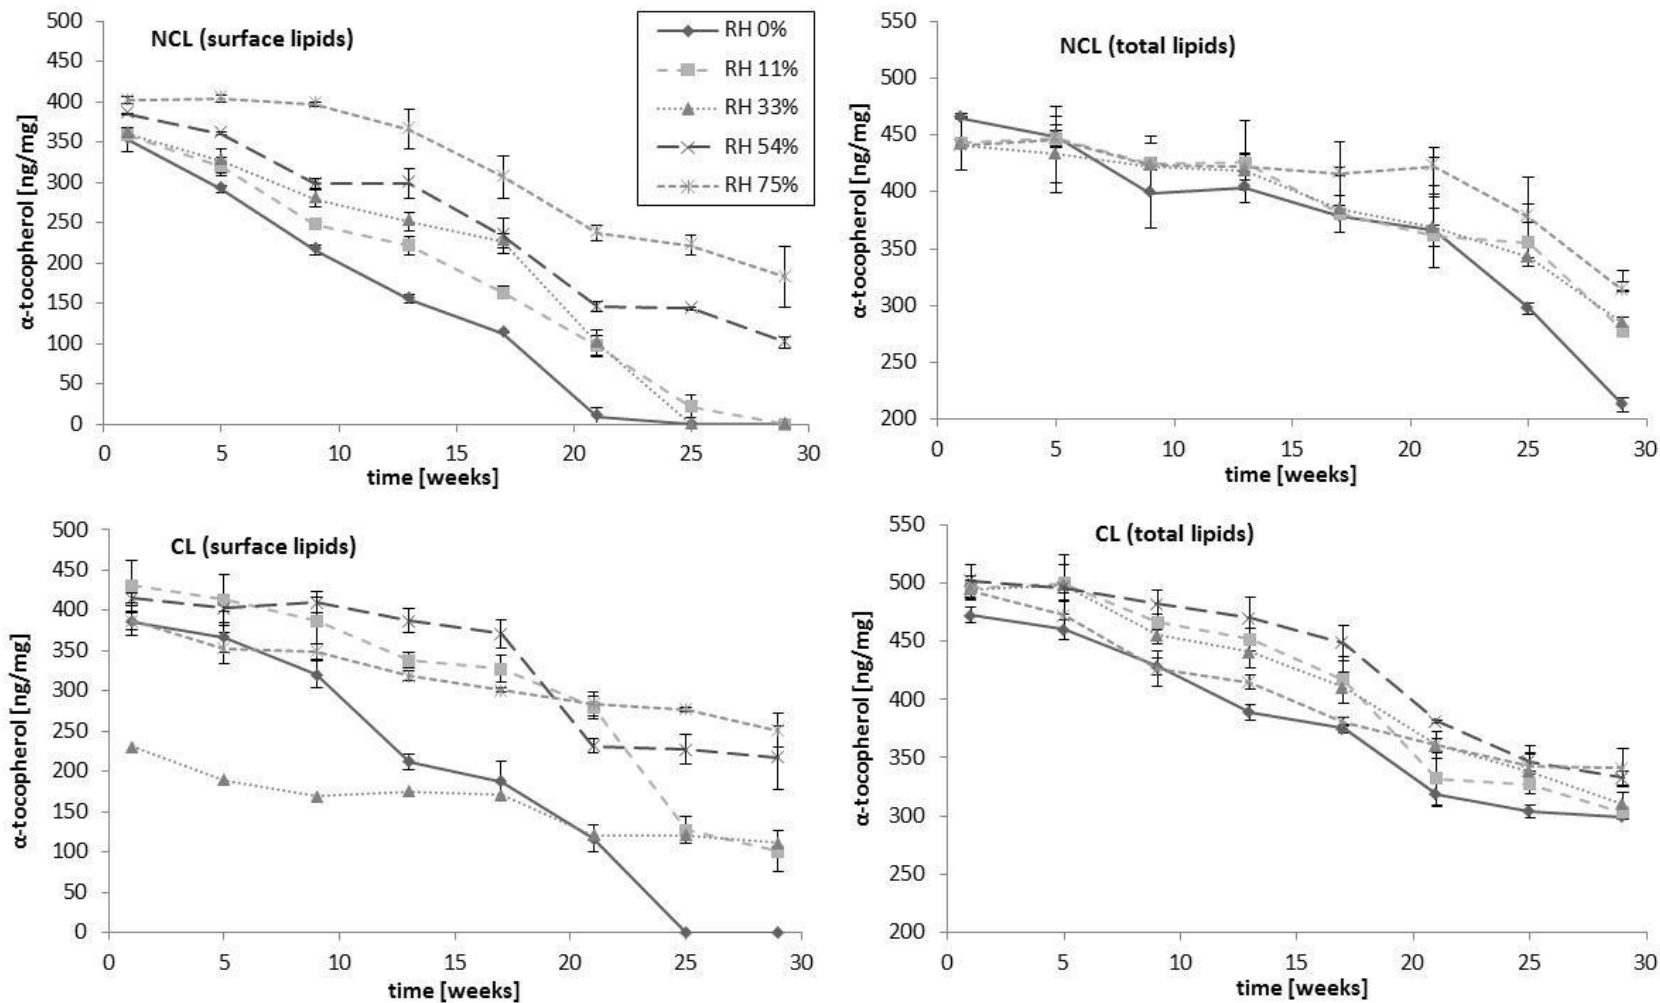 NCL (surface lipids)
α-tocopherol [ng/mg]
500
450
400
350
300
250
200
150
100
50
0
0 5 10 15 20 25 30
time [weeks]
RH 0%
RH 11%
RH 33%
RH 54%
RH 75%
NCL (total lipids)
α-tocopherol [ng/mg]
550
500
450
400
350
300
250
200
0 5 10 15 20 25 30
time [weeks]
CL (surface lipids)
α-tocopherol [ng/mg]
500
450
400
350
300
250
200
150
100
50
0
0 5 10 15 20 25 30
time [weeks]
CL (total lipids)
α-tocopherol [ng/mg]
550
500
450
400
350
300
250
200
0 5 10 15 20 25 30
time [weeks]